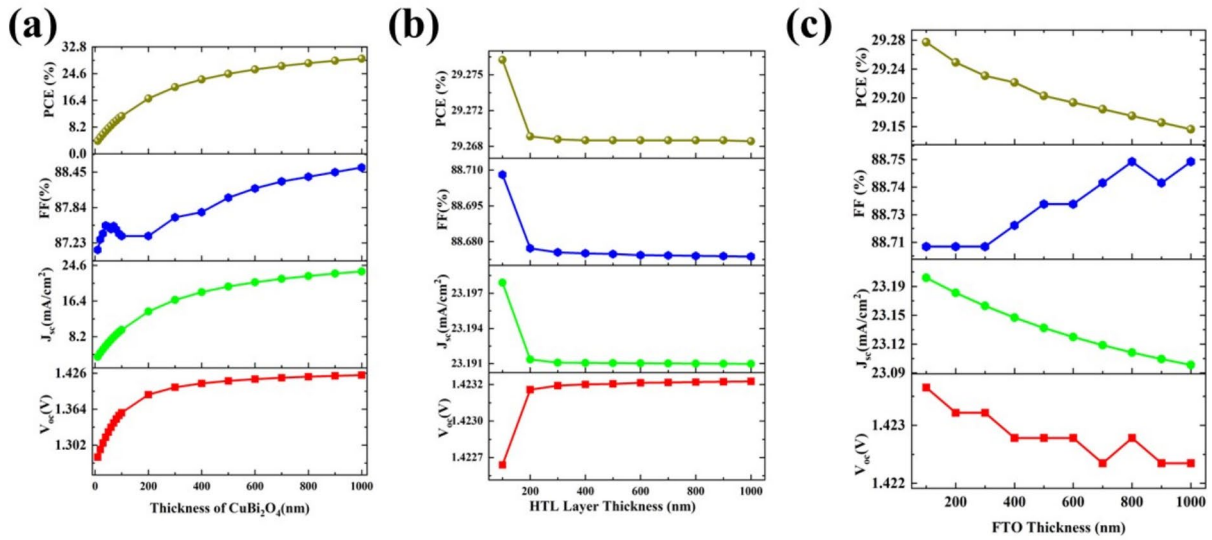 (a)
PCE (%)
32.8
24.6
16.4
8.2
0.0
FF(%)
88.45
87.84
87.23
Jsc(mA/cm²)
24.6
16.4
8.2
Voc(V)
1.426
1.364
1.302
0 200 400 600 800 1000
Thickness of CuBi₂O₄(nm)
(b)
PCE (%)
29.275
29.272
29.268
FF(%)
88.710
88.695
88.680
Jsc(mA/cm²)
23.197
23.194
23.191
Voc(V)
1.4232
1.4230
1.4227
100 200 300 400 500 600 700 800 900 1000
HTL Layer Thickness (nm)
(c)
PCE (%)
29.28
29.24
29.20
29.15
FF (%)
88.75
88.74
88.73
88.71
Jsc(mA/cm²)
23.19
23.15
23.12
23.09
Voc(V)
1.423
1.422
200 400 600 800 1000
FTO Thickness (nm)